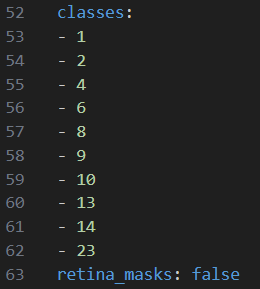 52 classes:
53 - 1
54 - 2
55 - 4
56 - 6
57 - 8
58 - 9
59 - 10
60 - 13
61 - 14
62 - 23
63 retina_masks: false